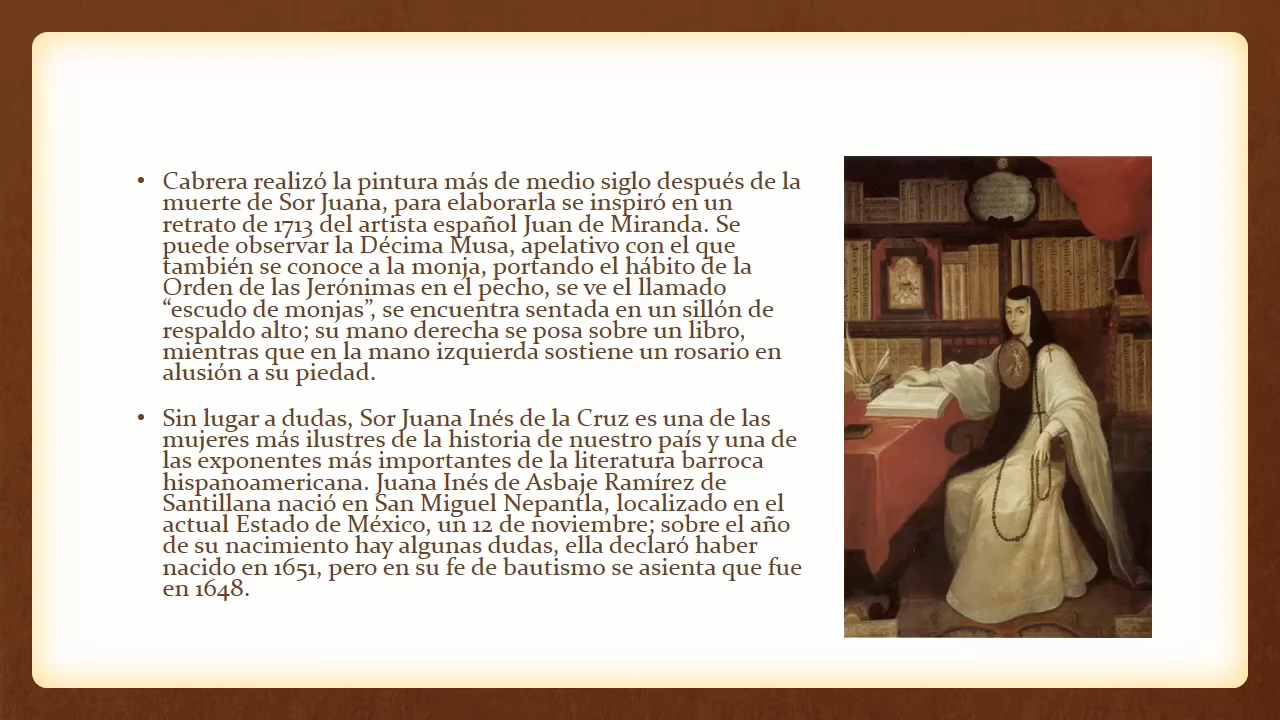 • Cabrera realizó la pintura más de medio siglo después de la
muerte de Sor Juana, para elaborarla se inspiró en un
retrato de 1713 del artista español Juan de Miranda. Se
puede observar la Décima Musa, apelativo con el que
también se conoce a la monja, portando el hábito de la
Orden de las Jerónimas en el pecho, se ve el llamado
“escudo de monjas”, se encuentra sentada en un sillón de
respaldo alto; su mano derecha se posa sobre un libro,
mientras que en la mano izquierda sostiene un rosario en
alusión a su piedad.
• Sin lugar a dudas, Sor Juana Inés de la Cruz es una de las
mujeres más ilustres de la historia de nuestro país y una de
las exponentes más importantes de la literatura barroca
hispanoamericana. Juana Inés de Asbaje Ramírez de
Santillana nació en San Miguel Nepantla, localizado en el
actual Estado de México, un 12 de noviembre; sobre el año
de su nacimiento hay algunas dudas, ella declaró haber
nacido en 1651, pero en su fe de bautismo se asienta que fue
en 1648.